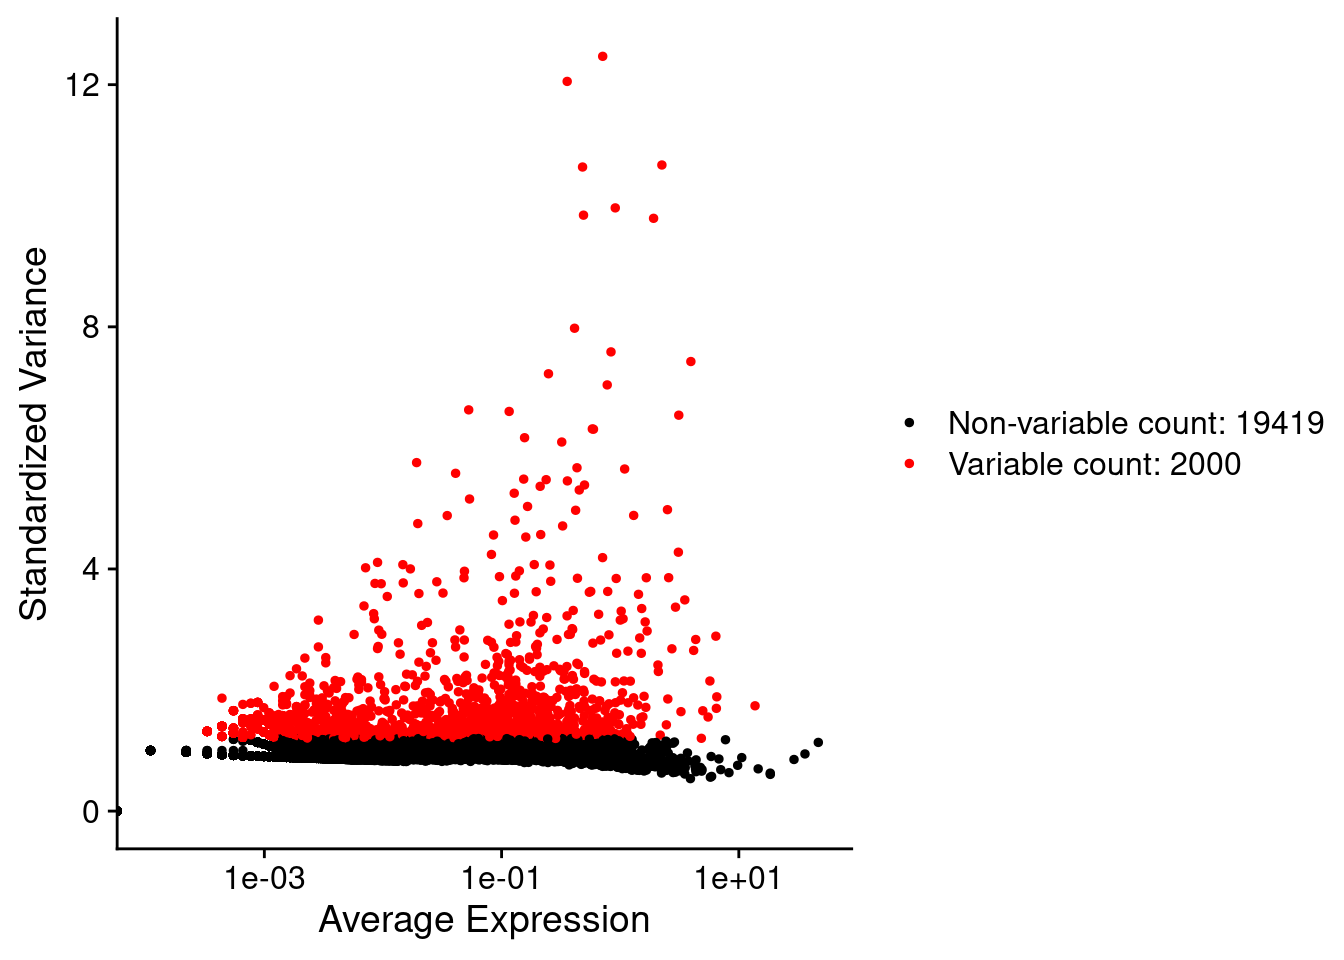 12
8
4
0
Standardized Variance
1e-03
1e-01
1e+01
Average Expression
Non-variable count: 19419
Variable count: 2000